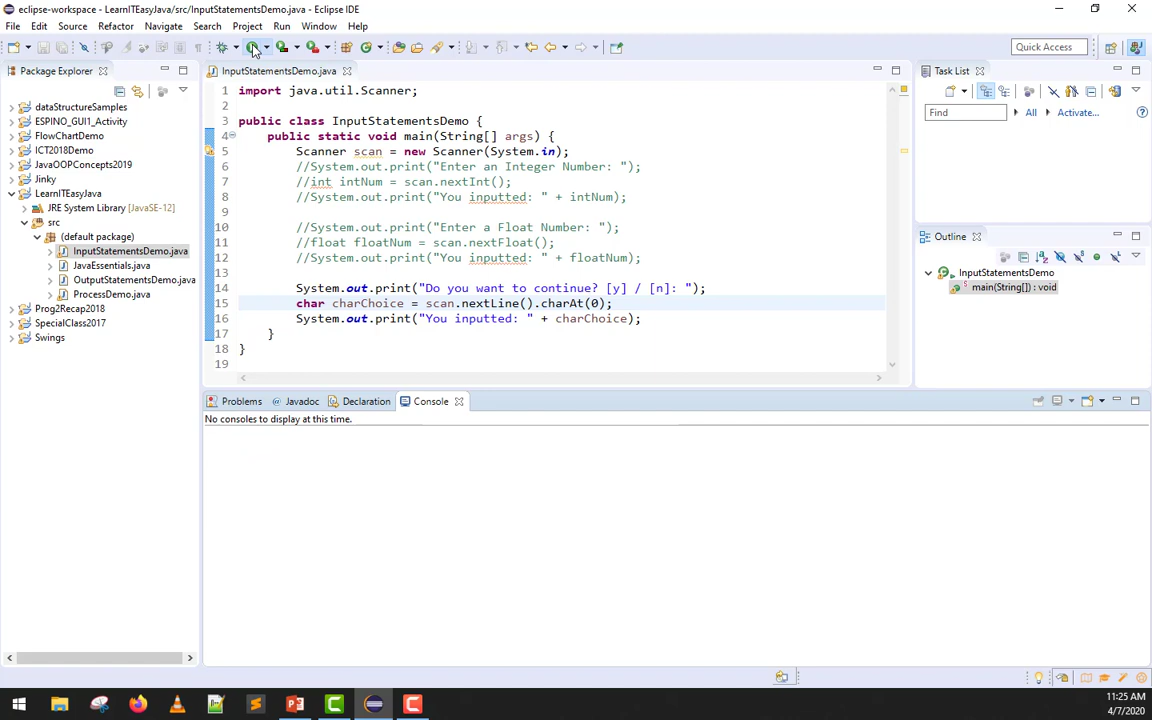 eclipse-workspace - LearnITEasyJava/src/InputStatementsDemo.java - Eclipse IDE
File Edit Source Refactor Navigate Search Project Run Window Help
Quick Access
Package Explorer
dataStructureSamples
ESPINO_GUI1_Activity
FlowChartDemo
ICT2018Demo
JavaOOPConcepts2019
Jinky
LearnITEasyJava
JRE System Library [JavaSE-12]
src
(default package)
InputStatementsDemo.java
JavaEssentials.java
OutputStatementsDemo.java
ProcessDemo.java
Prog2Recap2018
SpecialClass2017
Swings
InputStatementsDemo.java
1 import java.util.Scanner;
2
3 public class InputStatementsDemo {
4 public static void main(String[] args) {
5 Scanner scan = new Scanner(System.in);
6 //System.out.print("Enter an Integer Number: ");
7 //int intNum = scan.nextInt();
8 //System.out.print("You inputted: " + intNum);
9
10 //System.out.print("Enter a Float Number: ");
11 //float floatNum = scan.nextFloat();
12 //System.out.print("You inputted: " + floatNum);
13
14 System.out.print("Do you want to continue? [y] / [n]: ");
15 char charChoice = scan.nextLine().charAt(0);
16 System.out.print("You inputted: " + charChoice);
17 }
18 }
19
Task List
Find All Activate...
Outline
InputStatementsDemo
main(String[]) : void
Problems Javadoc Declaration Console
No consoles to display at this time.
11:25 AM
4/7/2020